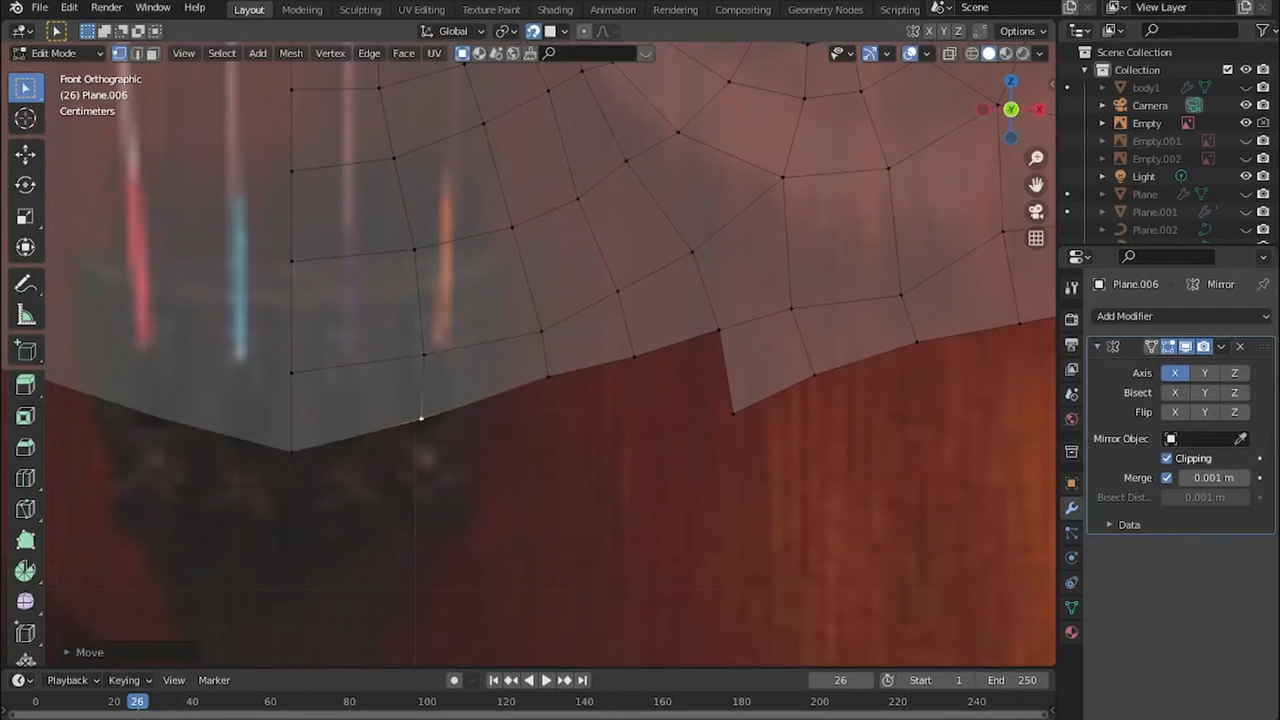 File Edit Render Window Help Layout Modeling Sculpting UV Editing Texture Paint Shading Animation Rendering Compositing Geometry Nodes Scripting Scene View Layer
Global X Y Z Options
Edit Mode View Select Add Mesh Vertex Edge Face UV
Scene Collection
Front Orthographic
(26) Plane.006
Centimeters
Z
Y
X
Collection
body1
Camera
Empty
Empty.001
Empty.002
Light
Plane
Plane.001
Plane.002
Plane.006 Mirror
Add Modifier
Axis X Y Z
Bisect X Y Z
Flip X Y Z
Mirror Objec
Clipping
Merge 0.001 m
Bisect Dist... 0.001 m
Data
Move
Playback Keying View Marker 26 Start 1 End 250
0 20 26 40 60 80 100 120 140 160 180 200 220 240